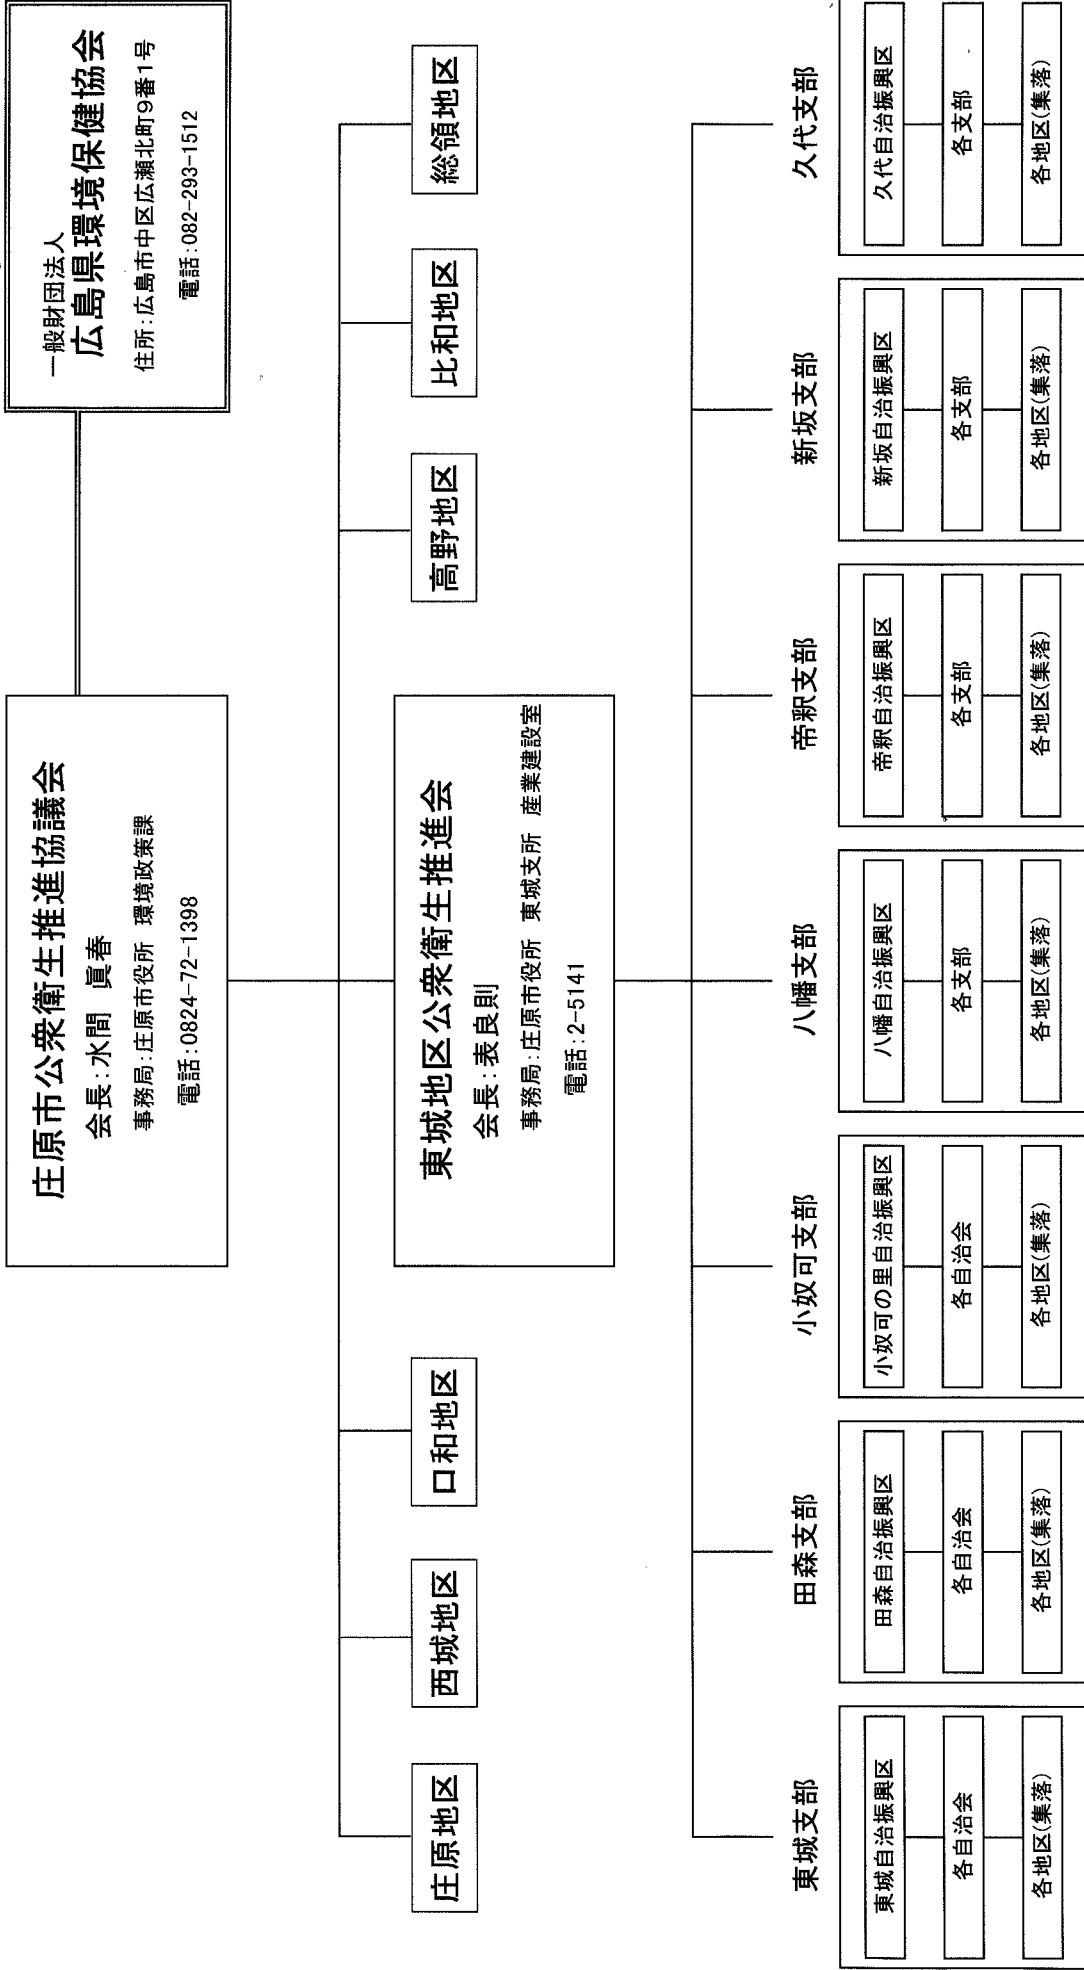 庄原市公衆衛生推進協議会
会長:水間 眞春
事務局:庄原市役所 環境政策課
電話:0824-72-1398
一般財団法人
広島県環境保健協会
住所:広島市中区広瀬北町9番1号
電話:082-293-1512
庄原地区
西城地区
口和地区
東城地区公衆衛生推進会
会長:表良則
事務局:庄原市役所 東城支所 産業建設室
電話:2-5141
高野地区
比和地区
総領地区
東城支部
東城自治振興区
各自治会
各地区(集落)
田森支部
田森自治振興区
各自治会
各地区(集落)
小奴可支部
小奴可の里自治振興区
各自治会
各地区(集落)
八幡支部
八幡自治振興区
各支部
各地区(集落)
帝釈支部
帝釈自治振興区
各支部
各地区(集落)
新坂支部
新坂自治振興区
各支部
各地区(集落)
久代支部
久代自治振興区
各支部
各地区(集落)